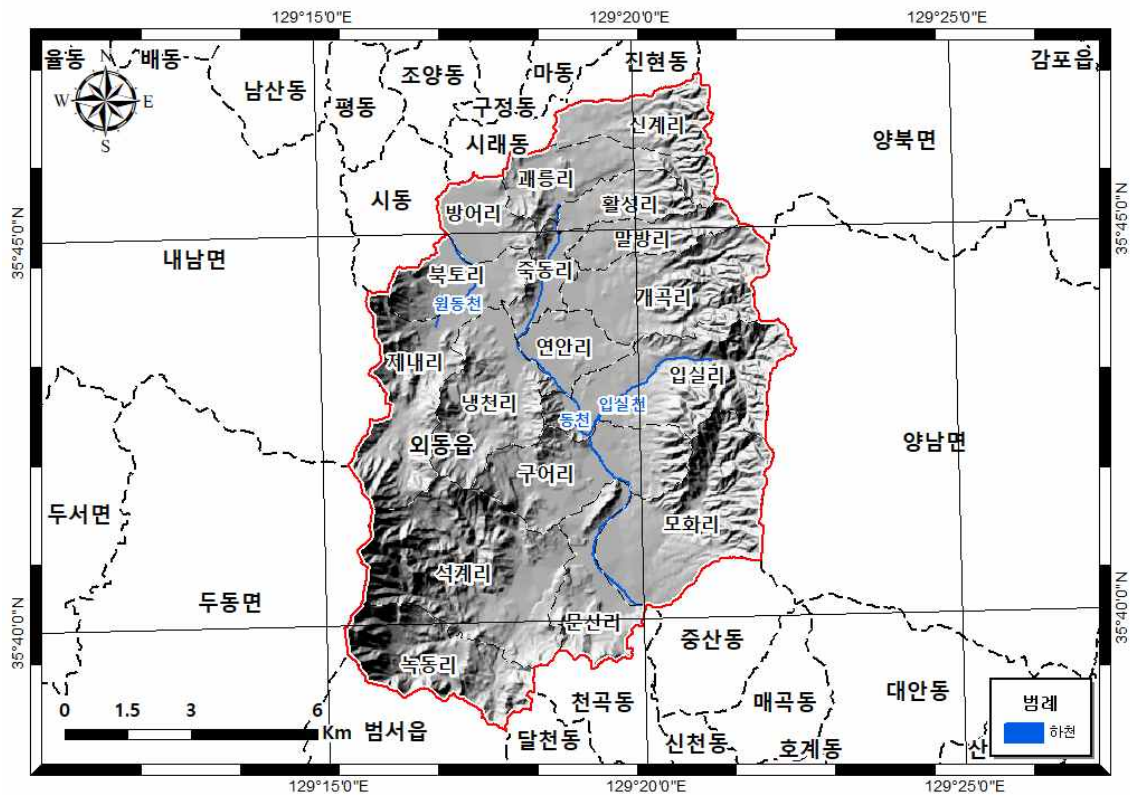 129°15'0"E
129°20'0"E
129°25'0"E
율동
배동
남산동
평동
조양동
구정동
마동
진현동
감포읍
N
W
E
S
시래동
신계리
양북면
괘릉리
시동
방어리
활성리
말방리
35°45'0"N
35°45'0"N
내남면
북토리
죽동리
원동천
개곡리
연안리
제내리
입실리
냉천리
동천
입실천
외동읍
양남면
구어리
두서면
모화리
석계리
두동면
문산리
35°40'0"N
35°40'0"N
중산동
녹동리
대안동
매곡동
천곡동
범서읍
달천동
신천동
호계동
산
0
1.5
3
6
Km
범례
하천
129°15'0"E
129°20'0"E
129°25'0"E